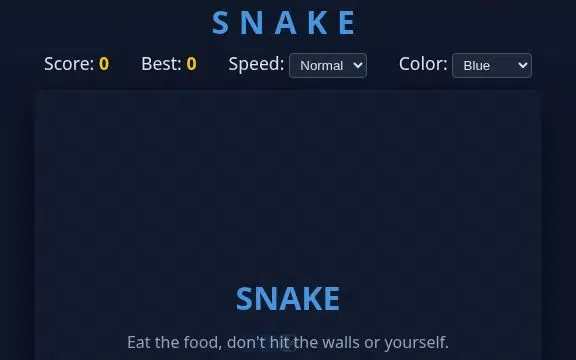 SNAKE
Score: 0 Best: 0 Speed: Normal Color: Blue
SNAKE
Eat the food, don't hit the walls or yourself.